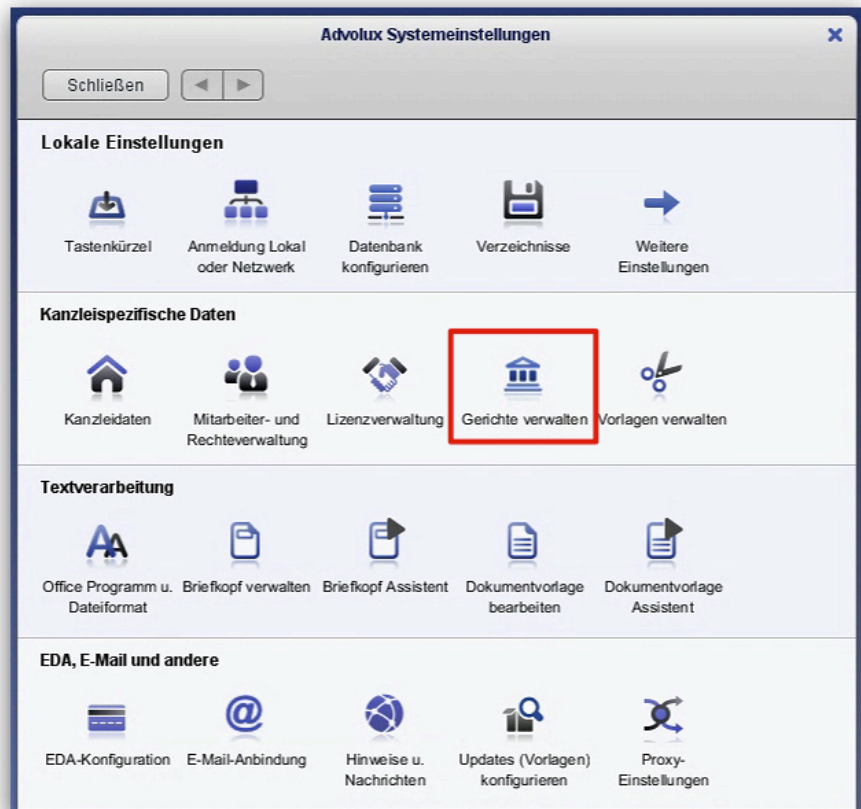 Advolux Systemeinstellungen
Schließen
Lokale Einstellungen
Tastenkürzel
Anmeldung Lokal
oder Netzwerk
Datenbank
konfigurieren
Verzeichnisse
Weitere
Einstellungen
Kanzleispezifische Daten
Kanzleidaten
Mitarbeiter- und
Rechteverwaltung
Lizenzverwaltung
Gerichte verwalten
Vorlagen verwalten
Textverarbeitung
Office Programm u.
Dateiformat
Briefkopf verwalten
Briefkopf Assistent
Dokumentvorlage
bearbeiten
Dokumentvorlage
Assistent
EDA, E-Mail und andere
EDA-Konfiguration
E-Mail-Anbindung
Hinweise u.
Nachrichten
Updates (Vorlagen)
konfigurieren
Proxy-
Einstellungen